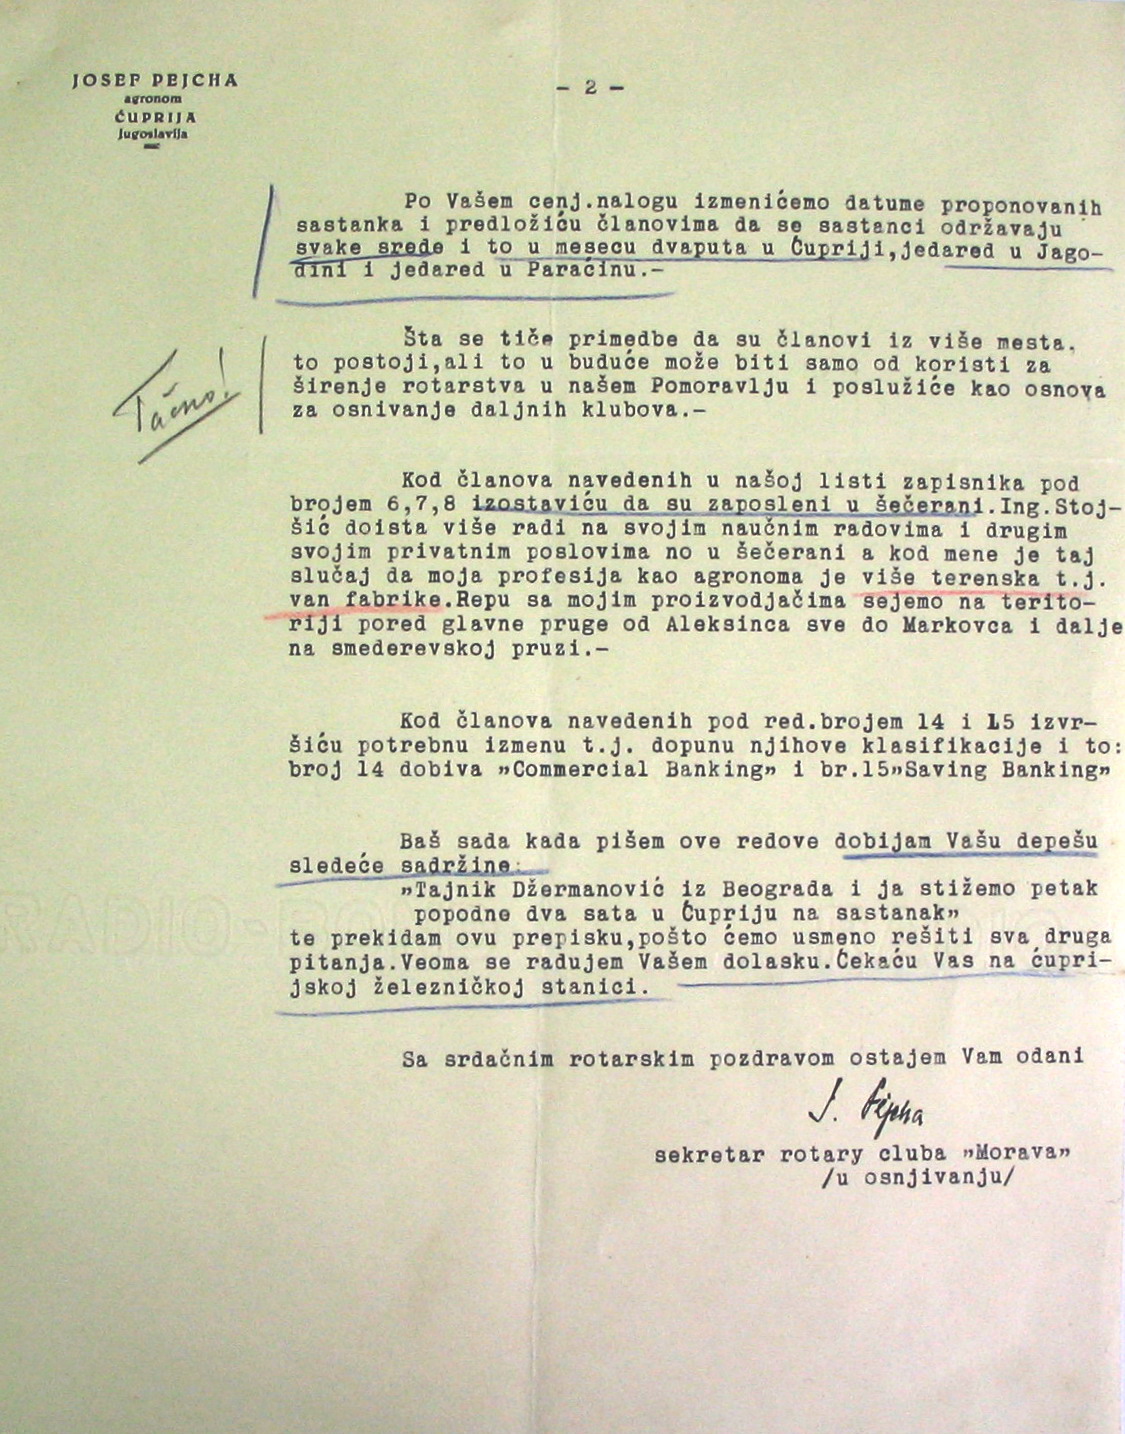 JOSEF PEJCHA
agronom
ĆUPRIJA
Jugoslavija
- 2 -
Po Vašem cenj.nalogu izmenićemo datume proponovanih
sastanka i predložiću članovima da se sastanci održavaju
svake srede i to u mesecu dvaputa u Ćupriji,jedared u Jago-
dini i jedared u Paraćinu.-
Šta se tiče primedbe da su članovi iz više mesta.
to postoji,ali to u buduće može biti samo od koristi za
širenje rotarstva u našem Pomoravlju i poslužiće kao osnova
za osnivanje daljnih klubova.-
Tačno!
Kod članova navedenih u našoj listi zapisnika pod
brojem 6,7,8 izostaviću da su zaposleni u šečerani.Ing.Stoj-
šić doista više radi na svojim naučnim radovima i drugim
svojim privatnim poslovima no u šečerani a kod mene je taj
slučaj da moja profesija kao agronoma je više terenska t.j.
van fabrike.Repu sa mojim proizvodjačima sejemo na terito-
riji pored glavne pruge od Aleksinca sve do Markovca i dalje
na smederevskoj pruzi.-
Kod članova navedenih pod red.brojem 14 i 15 izvr-
šiću potrebnu izmenu t.j. dopunu njihove klasifikacije i to:
broj 14 dobiva „Commercial Banking„ i br.15„Saving Banking„
Baš sada kada pišem ove redove dobijam Vašu depešu
sledeće sadržine:
„Tajnik Džermanović iz Beograda i ja stižemo petak
popodne dva sata u Ćupriju na sastanak„
te prekidam ovu prepisku,pošto ćemo usmeno rešiti sva druga
pitanja.Veoma se radujem Vašem dolasku.Čekaću Vas na ćupri-
jskoj železničkoj stanici.
Sa srdačnim rotarskim pozdravom ostajem Vam odani
J. Pejcha
sekretar rotary cluba „Morava„
/u osnjivanju/